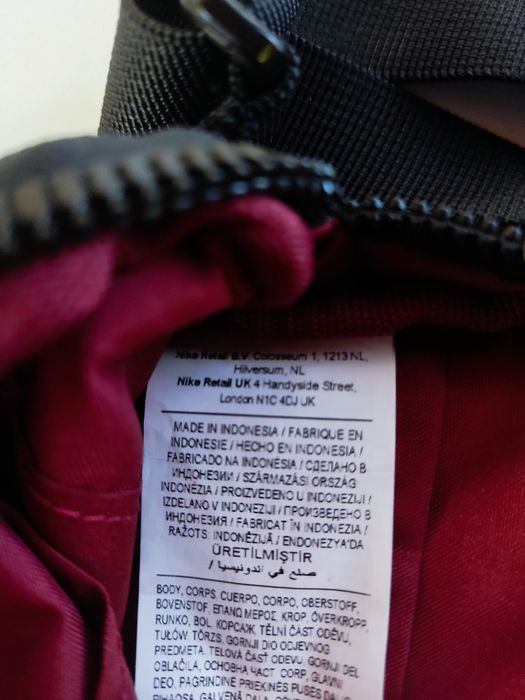 Nike Retail B.V. Colosseum 1, 1213 NL,
Hilversum, NL
Nike Retail UK 4 Handyside Street,
London N1C 4DJ UK
MADE IN INDONESIA / FABRIQUE EN
INDONESIE / HECHO EN INDONESIA /
FABRICADO NA INDONÉSIA / СДЕЛАНО В
ИНДОНЕЗИИ / SZÁRMAZÁSI ORSZÁG
INDONÉZIA / PROIZVEDENO U INDONEZIJI /
IZDELANO V INDONEZIJI / ПРОИЗВЕДЕНО В
ИНДОНЕЗИЯ / FABRICAT ÎN INDONEZIA /
RAŽOTS: INDONĒZIJĀ / ENDONEZYA'DA
ÜRETİLMİŞTİR
/ صنع في اندونيسيا
BODY, CORPS, CUERPO, CORPO, OBERSTOFF,
BOVENSTOF, ΕΠΑΝΩ ΜΕΡΟΣ, KROP, ÖVERKROPP,
RUNKO, BOL, КОРСАЖ, TĚLNÍ ČÁST ODĚVU,
TUŁÓW, TÖRZS, GORNJI DIO ODJEVNOG
PREDMETA, TELOVÁ ČASŤ ODEVU, GORNJI DEL
OBLAČILA, ОСНОВНА ЧАСТ, CORP, GLAVNI
DEO, PAGRINDINĖ PRIEKINĖS PUSĖS DALIS